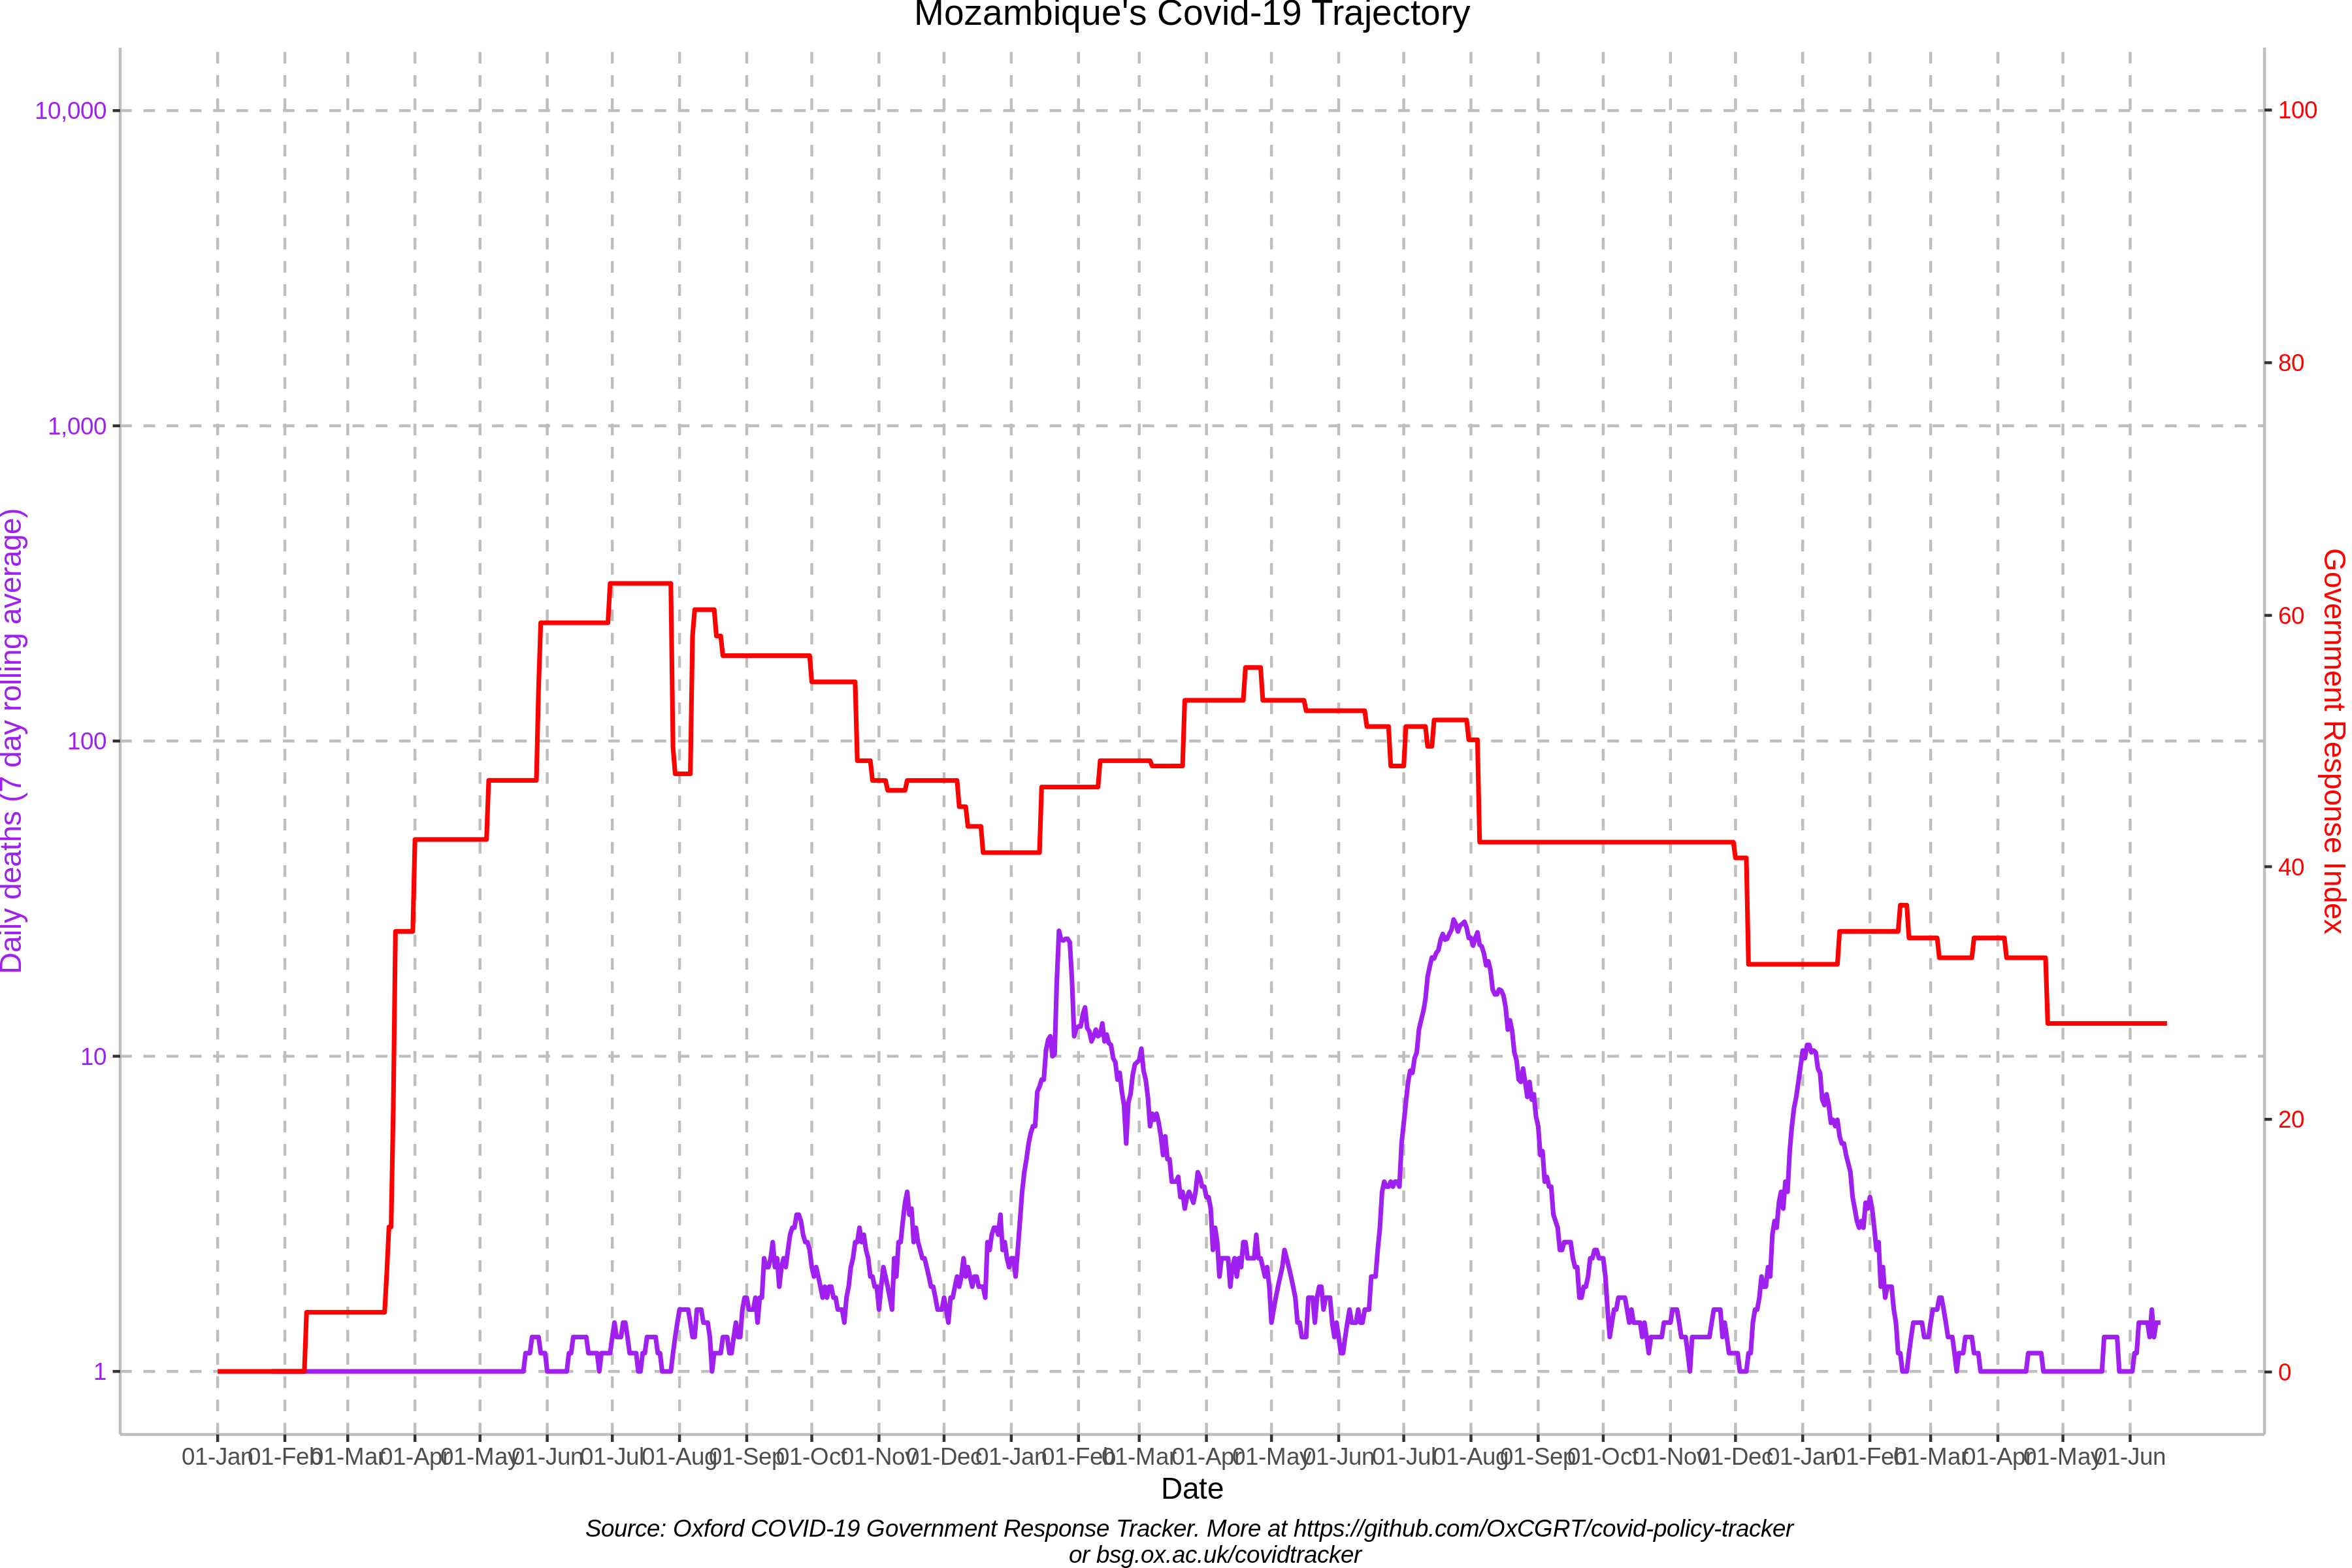 Mozambique's Covid-19 Trajectory
10,000
1,000
100
10
1
Daily deaths (7 day rolling average)
100
80
60
40
20
0
Government Response Index
01-Jan 01-Feb 01-Mar 01-Apr 01-May 01-Jun 01-Jul 01-Aug 01-Sep 01-Oct 01-Nov 01-Dec 01-Jan 01-Feb 01-Mar 01-Apr 01-May 01-Jun 01-Jul 01-Aug 01-Sep 01-Oct 01-Nov 01-Dec 01-Jan 01-Feb 01-Mar 01-Apr 01-May 01-Jun
Date
Source: Oxford COVID-19 Government Response Tracker. More at https://github.com/OxCGRT/covid-policy-tracker
or bsg.ox.ac.uk/covidtracker